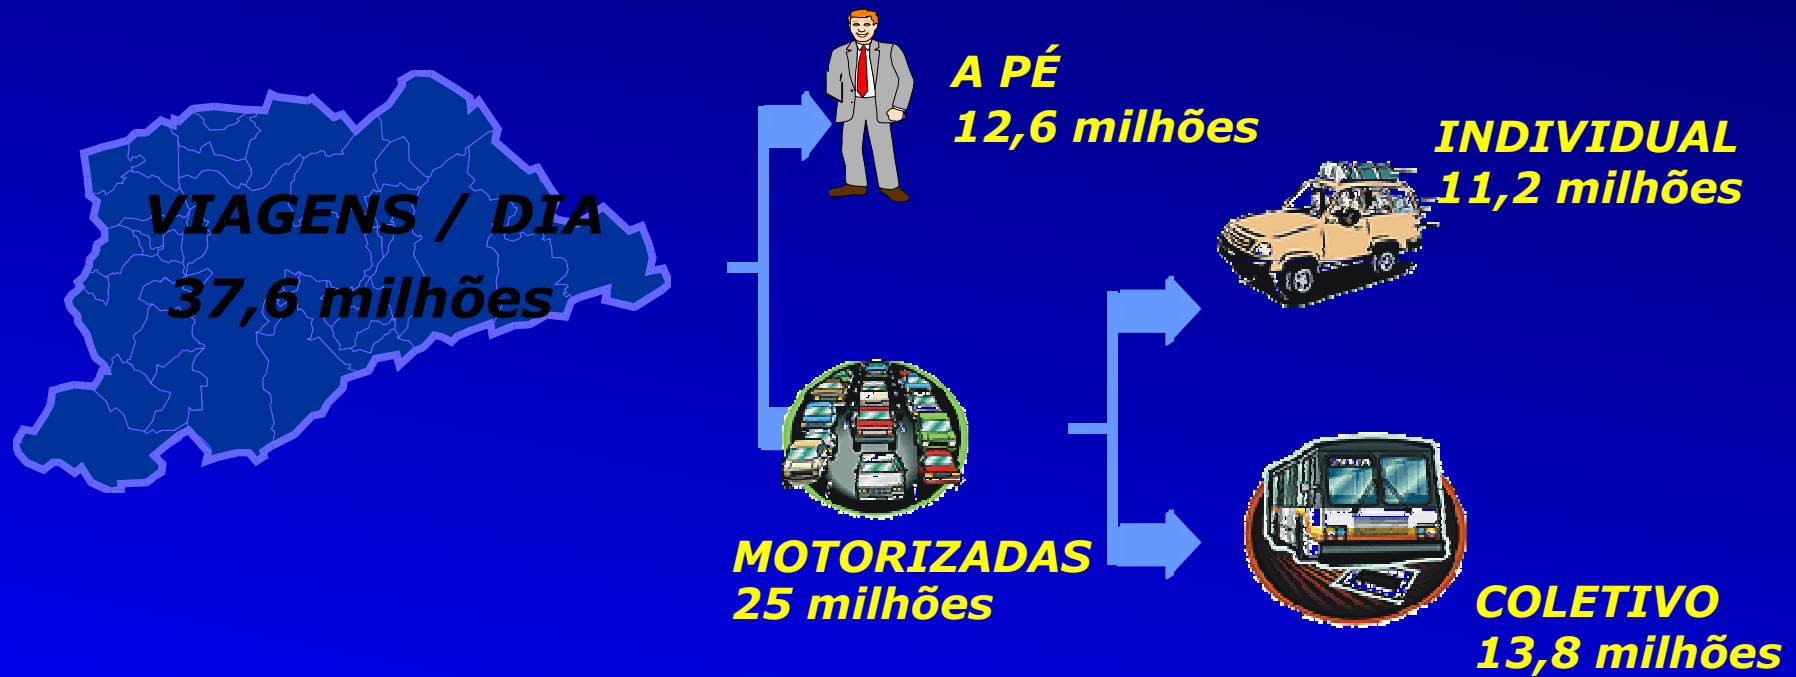 VIAGENS / DIA
37,6 milhões
A PÉ
12,6 milhões
MOTORIZADAS
25 milhões
INDIVIDUAL
11,2 milhões
COLETIVO
13,8 milhões